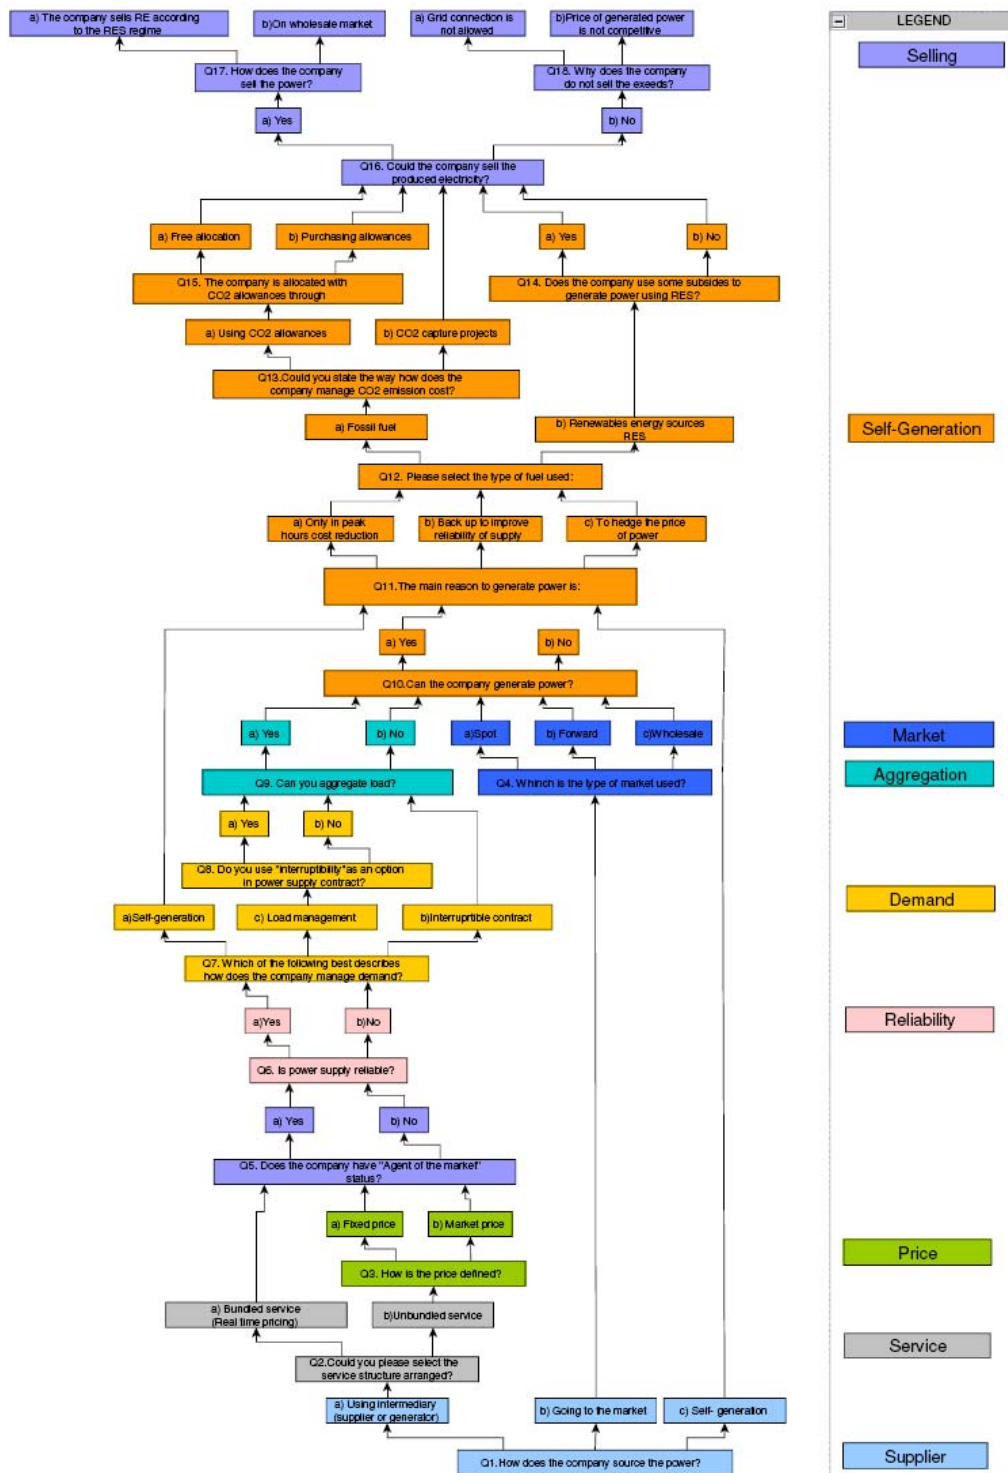 a) The company sells RE according
to the RES regime
b)On wholesale market
a) Grid connection is
not allowed
b)Price of generated power
is not competitive
LEGEND
Selling
Q17. How does the company
sell the power?
Q18. Why does the company
do not sell the exeeds?
a) Yes
b) No
Q16. Could the company sell the
produced electricity?
a) Free allocation
b) Purchasing allowances
a) Yes
b) No
Q15. The company is allocated with
CO2 allowances through
Q14. Does the company use some subsides to
generate power using RES?
a) Using CO2 allowances
b) CO2 capture projects
Q13.Could you state the way how does the
company manage CO2 emission cost?
a) Fossil fuel
b) Renewables energy sources
RES
Self-Generation
Q12. Please select the type of fuel used:
a) Only in peak
hours cost reduction
b) Back up to improve
reliability of supply
c) To hedge the price
of power
Q11.The main reason to generate power is:
a) Yes
b) No
Q10.Can the company generate power?
a) Yes
b) No
a)Spot
b) Forward
c)Wholesale
Market
Q9. Can you aggregate load?
Q4. Whinch is the type of market used?
Aggregation
a) Yes
b) No
Q8. Do you use "interruptibility"as an option
in power supply contract?
Demand
a)Self-generation
c) Load management
b)Interruprtible contract
Q7. Which of the following best describes
how does the company manage demand?
a)Yes
b)No
Reliability
Q6. Is power supply reliable?
a) Yes
b) No
Q5. Does the company have "Agent of the market"
status?
a) Fixed price
b) Market price
Price
Q3. How is the price defined?
a) Bundled service
(Real time pricing)
b)Unbundled service
Service
Q2.Could you please select the
service structure arranged?
a) Using intermediary
(supplier or generator)
b) Going to the market
c) Self- generation
Q1.How does the company source the power?
Supplier